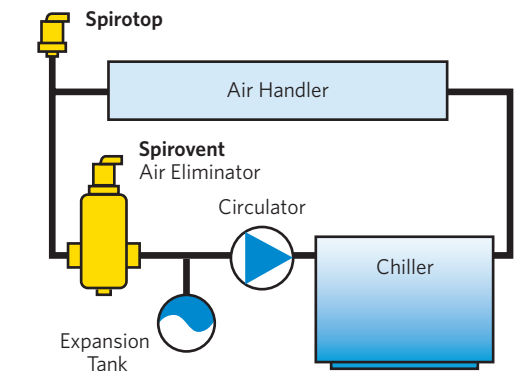 Spirotop
Air Handler
Spirovent
Air Eliminator
Circulator
Chiller
Expansion
Tank